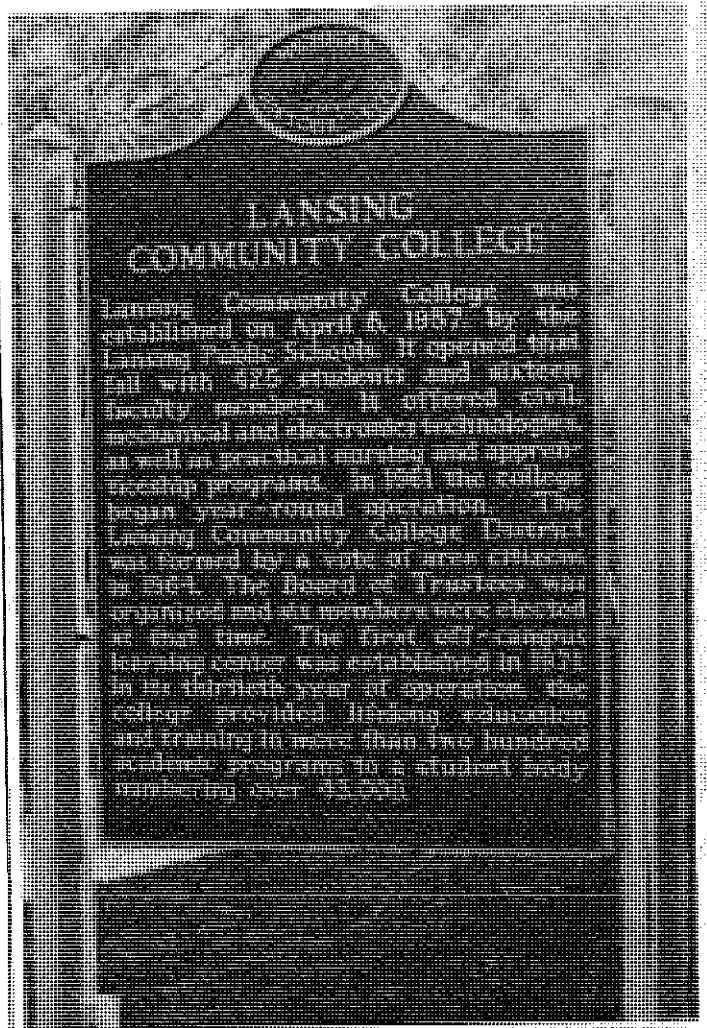 LANSING
COMMUNITY COLLEGE
Lansing Community College was
established on April 8, 1957 by the
Lansing Public Schools. It opened that
fall with 425 students and sixteen
faculty members. It offered civil,
mechanical and electronics technologies,
as well as practical nursing and appren-
ticeship programs. In the college
began year-round operation. The
Lansing Community College District
was formed by a vote of area citizens
in 1964. The Board of Trustees was
organized and its members were elected
at that time. The first off-campus
learning center was established in
In its thirtieth year of operation, the
college provided lifelong education
and training in more than two hundred
academic programs to a student body
numbering over